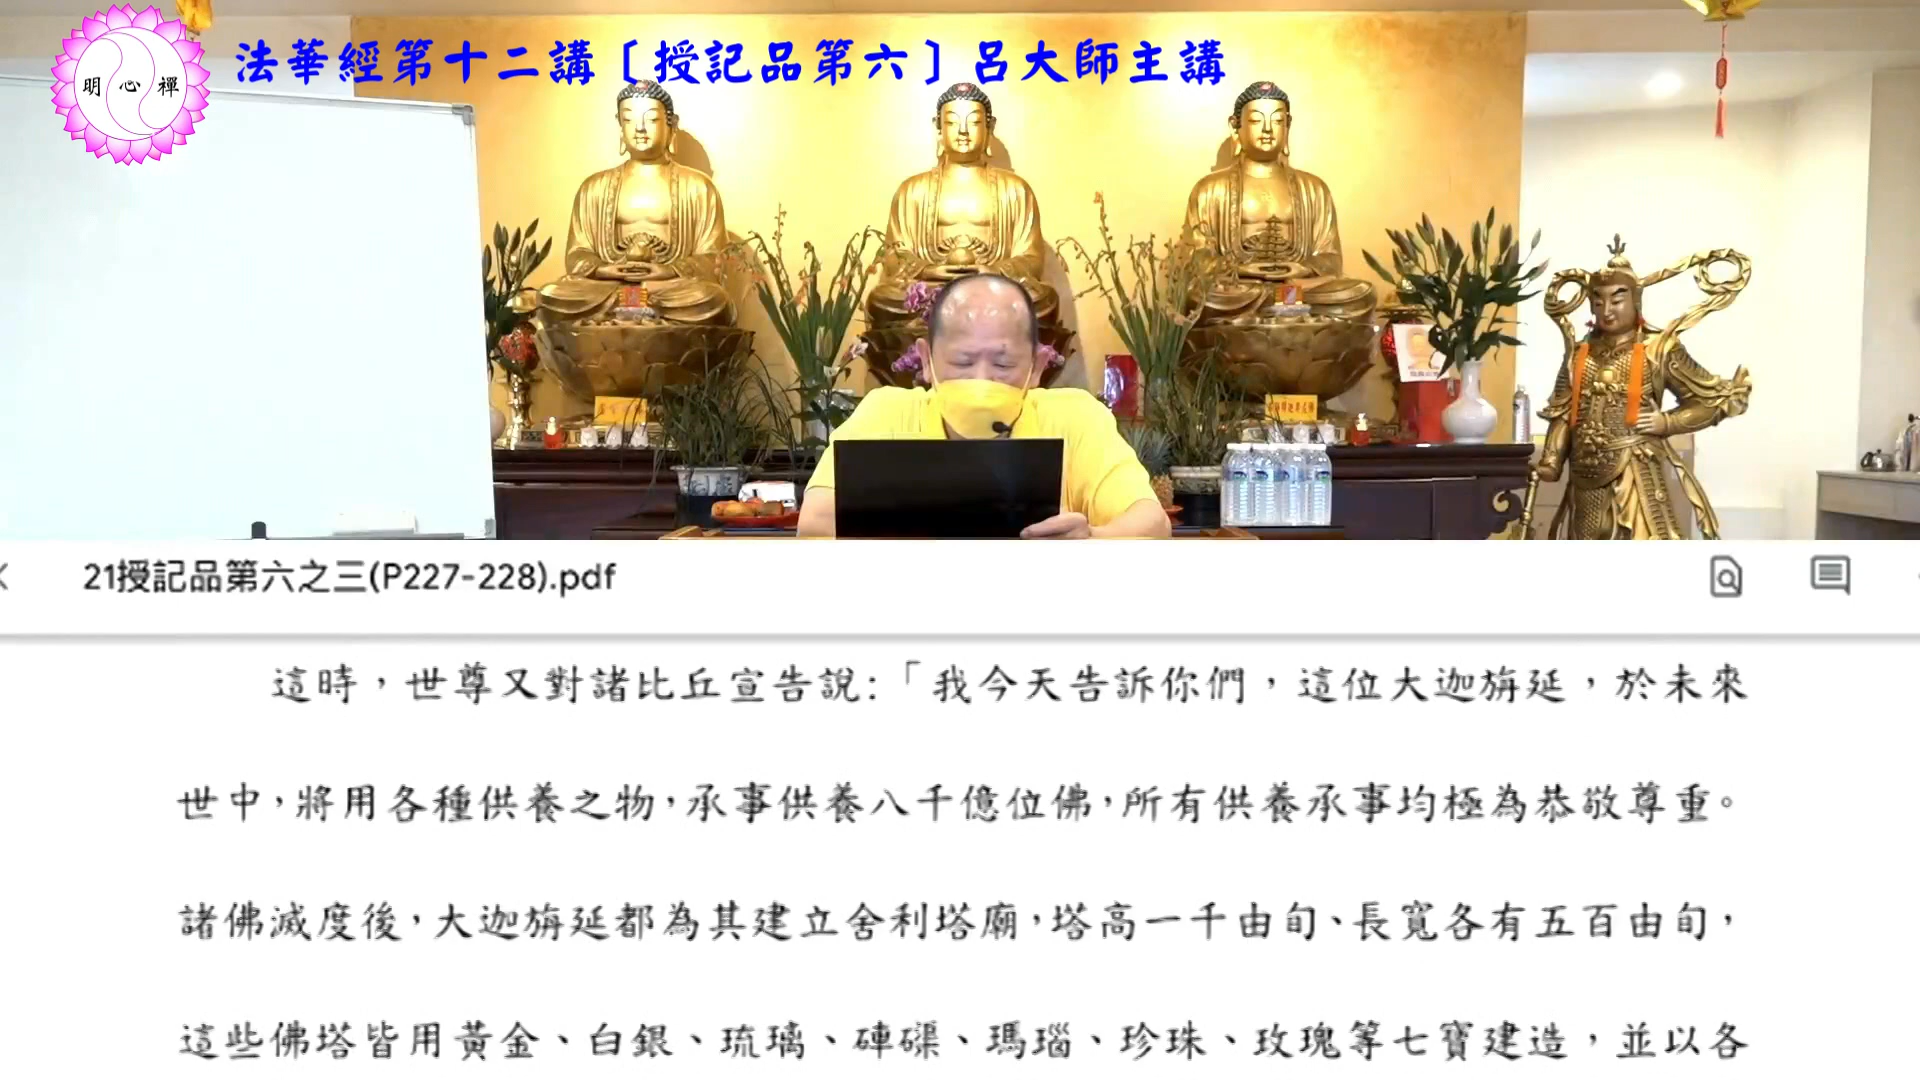 明心禪
法華經第十二講〔授記品第六〕呂大師主講
21授記品第六之三(P227-228).pdf
這時，世尊又對諸比丘宣告說:「我今天告訴你們，這位大迦旃延，於未來
世中，將用各種供養之物，承事供養八千億位佛，所有供養承事均極為恭敬尊重。
諸佛滅度後，大迦旃延都為其建立舍利塔廟，塔高一千由旬、長寬各有五百由旬，
這些佛塔皆用黃金、白銀、琉璃、硨磲、瑪瑙、珍珠、玫瑰等七寶建造，並以各